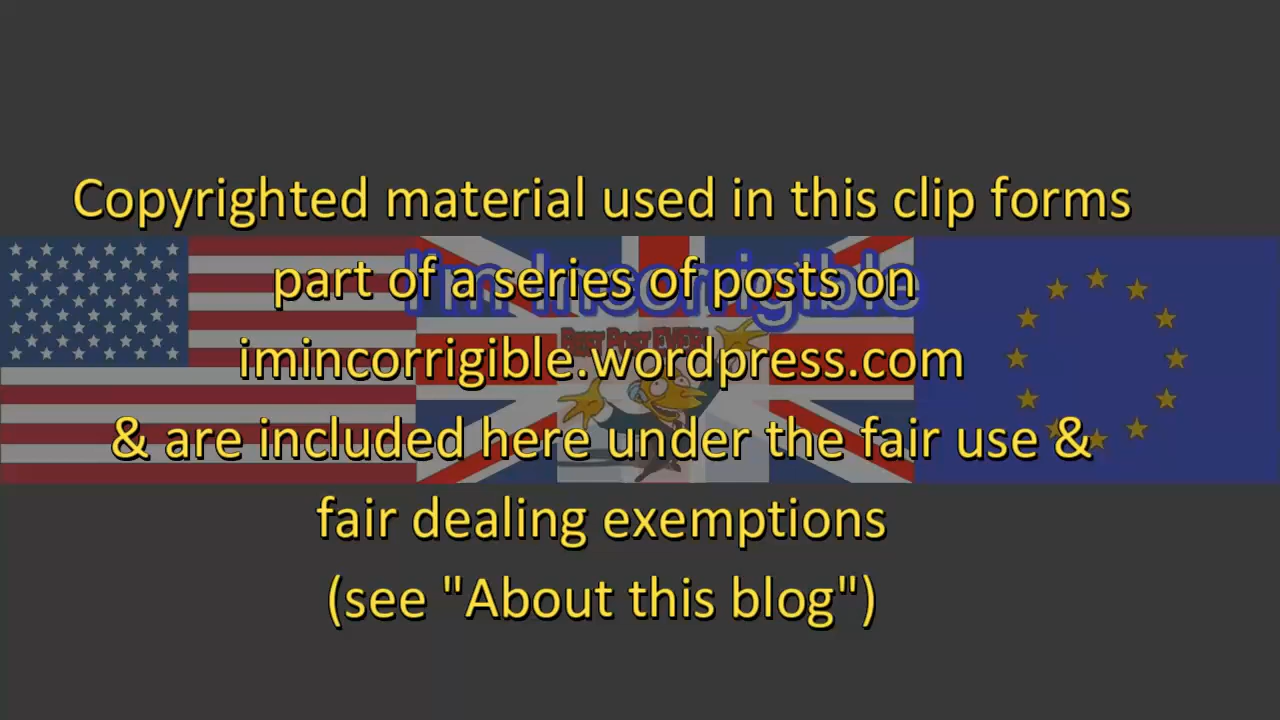 Copyrighted material used in this clip forms
part of a series of posts on
I'm Incorrigible
imincorrigible.wordpress.com
& are included here under the fair use &
fair dealing exemptions
(see "About this blog")